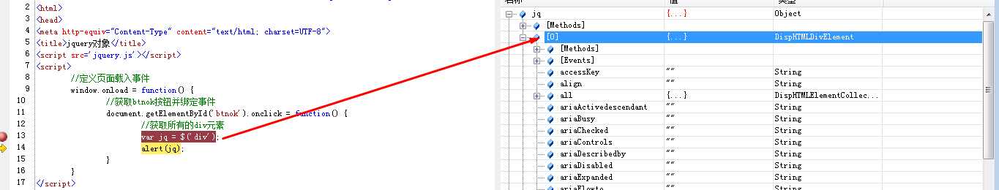 2 <html>
3 <head>
4 <meta http-equiv="Content-Type" content="text/html; charset=UTF-8">
5 <title>jquery对象</title>
6 <script src='jquery.js'></script>
7 <script>
8 //定义页面载入事件
9 window.onload = function() {
10 //获取btnok按钮并绑定事件
11 document.getElementById('btnok').onclick = function() {
12 //获取所有的div元素
13 var jq = $('div');
14 alert(jq);
15 }
16 }
17 </script>
名称 值 类型
jq {...} Object
[Methods]
[0] {...} DispHTMLDivElement
[Methods]
[Events]
accessKey "" String
align "" String
all {...} DispHTMLElementCollec...
ariaActivedescendant "" String
ariaBusy "" String
ariaChecked "" String
ariaControls "" String
ariaDescribedby "" String
ariaDisabled "" String
ariaExpanded "" String
ariaFlowto "" String